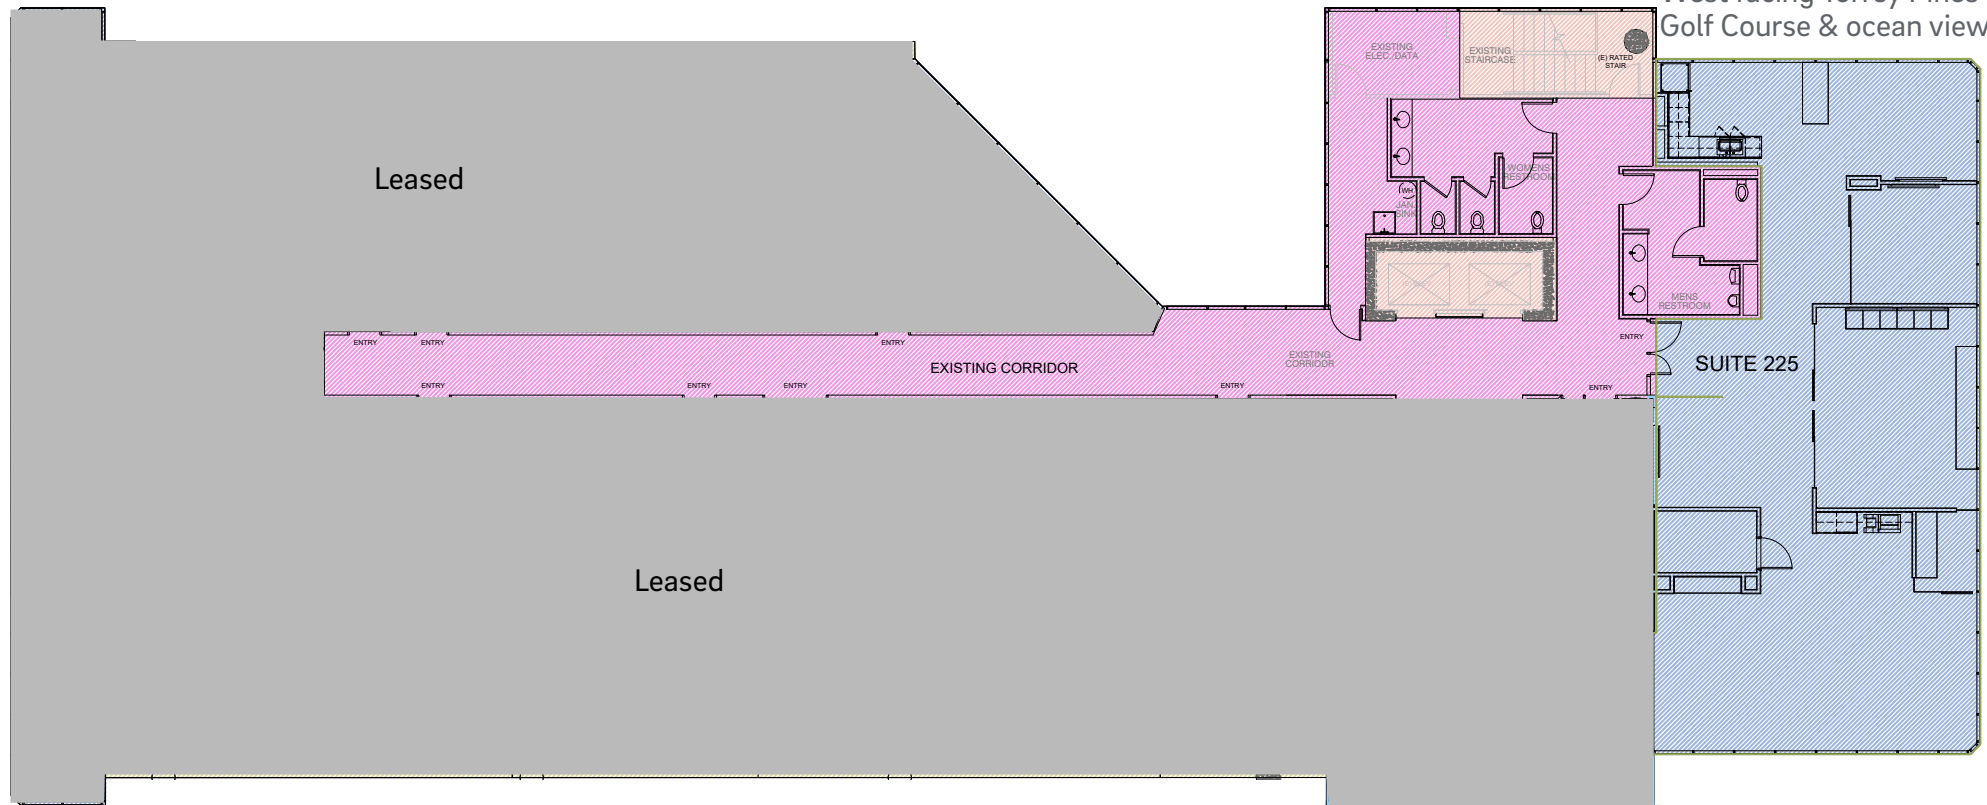 West facing Torrey Pines
Golf Course & ocean view
EXISTING
ELEC./DATA
EXISTING
STAIRCASE
(E) RATED
STAIR
WOMENS
RESTROOM
WH
JAN.
SINK
MENS
RESTROOM
Leased
ENTRY
ENTRY
ENTRY
ENTRY
EXISTING CORRIDOR
EXISTING
CORRIDOR
SUITE 225
ENTRY
ENTRY
ENTRY
ENTRY
ENTRY
Leased